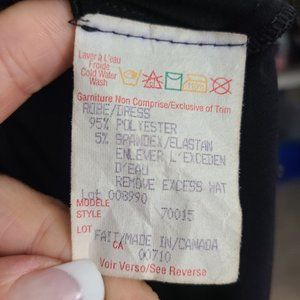 Laver à L'eau
Froide
Cold Water
Wash
Garniture Non Comprise/Exclusive of Trim
ROBE/DRESS
95% POLYESTER
5% SPANDEX/ELASTAN
ENLEVER L'EXCEDEN
D'EAU
REMOVE EXCESS WAT
Lot 008990
MODELE
STYLE 70015
LOT
FAIT/MADE IN/CANADA
CA 00710
Voir Verso/See Reverse